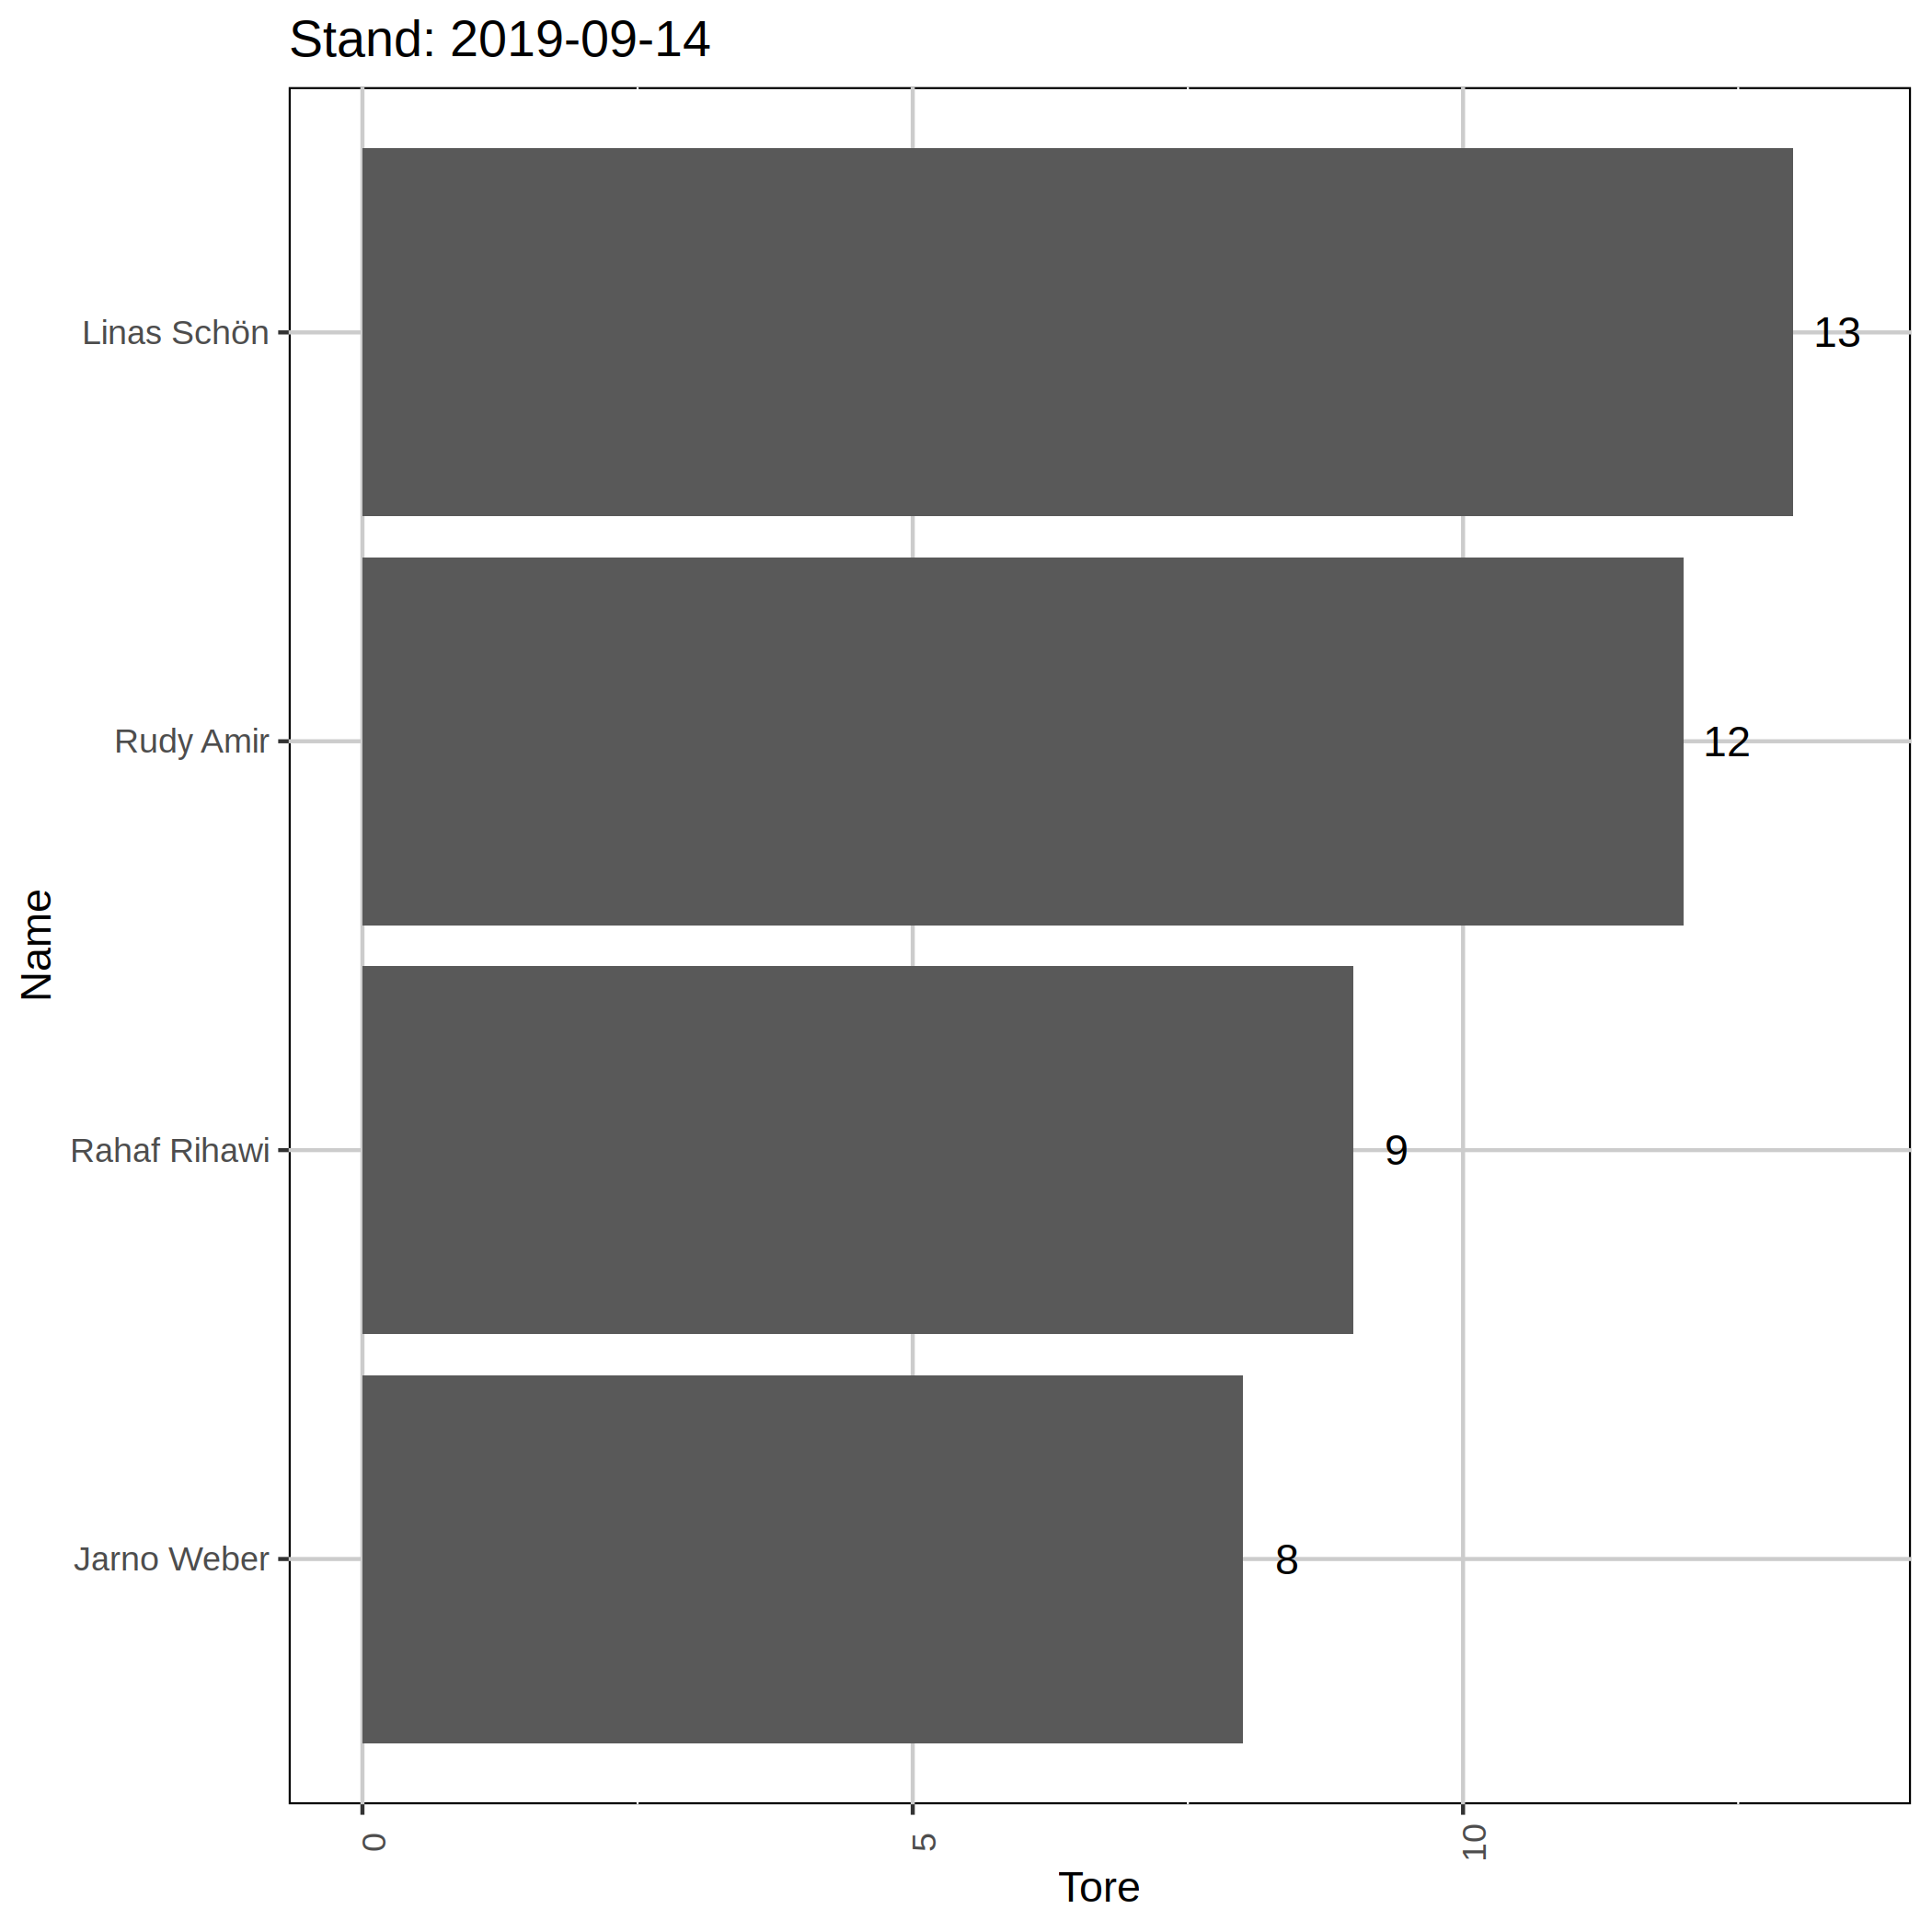 Stand: 2019-09-14
Linas Schön
13
Rudy Amir
12
Name
Rahaf Rihawi
9
Jarno Weber
8
0
5
10
Tore